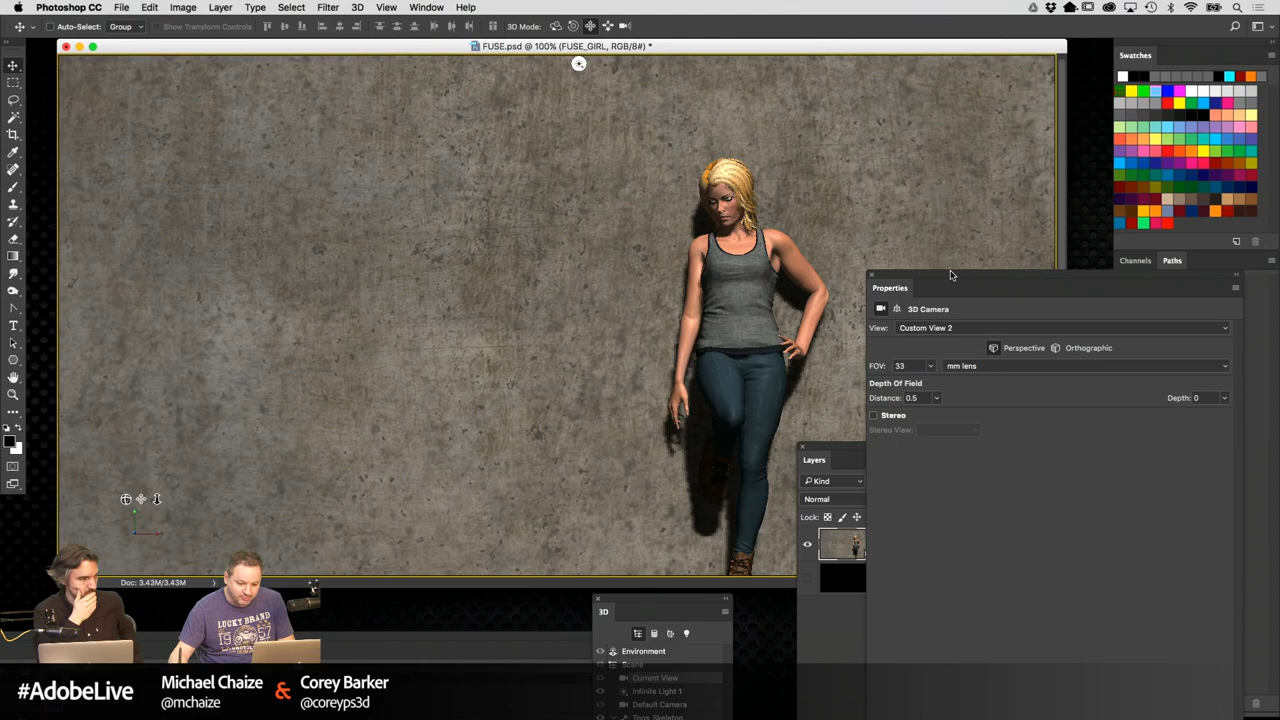 Photoshop CC File Edit Image Layer Type Select Filter 3D View Window Help
Auto-Select: Group Show Transform Controls 3D Mode:
FUSE.psd @ 100% (FUSE_GIRL, RGB/8#) *
Swatches
Channels Paths
Properties
3D Camera
View: Custom View 2
Perspective Orthographic
FOV: 33 mm lens
Depth Of Field
Distance: 0.5 Depth: 0
Stereo
Stereo View:
Layers
Kind
Normal
Lock:
Doc: 3.43M/3.43M
3D
Environment
Scene
Current View
Infinite Light 1
Default Camera
Tops_Skeleton
LUCKY BRAND
#AdobeLive
Michael Chaize
@mchaize
&
Corey Barker
@coreyps3d